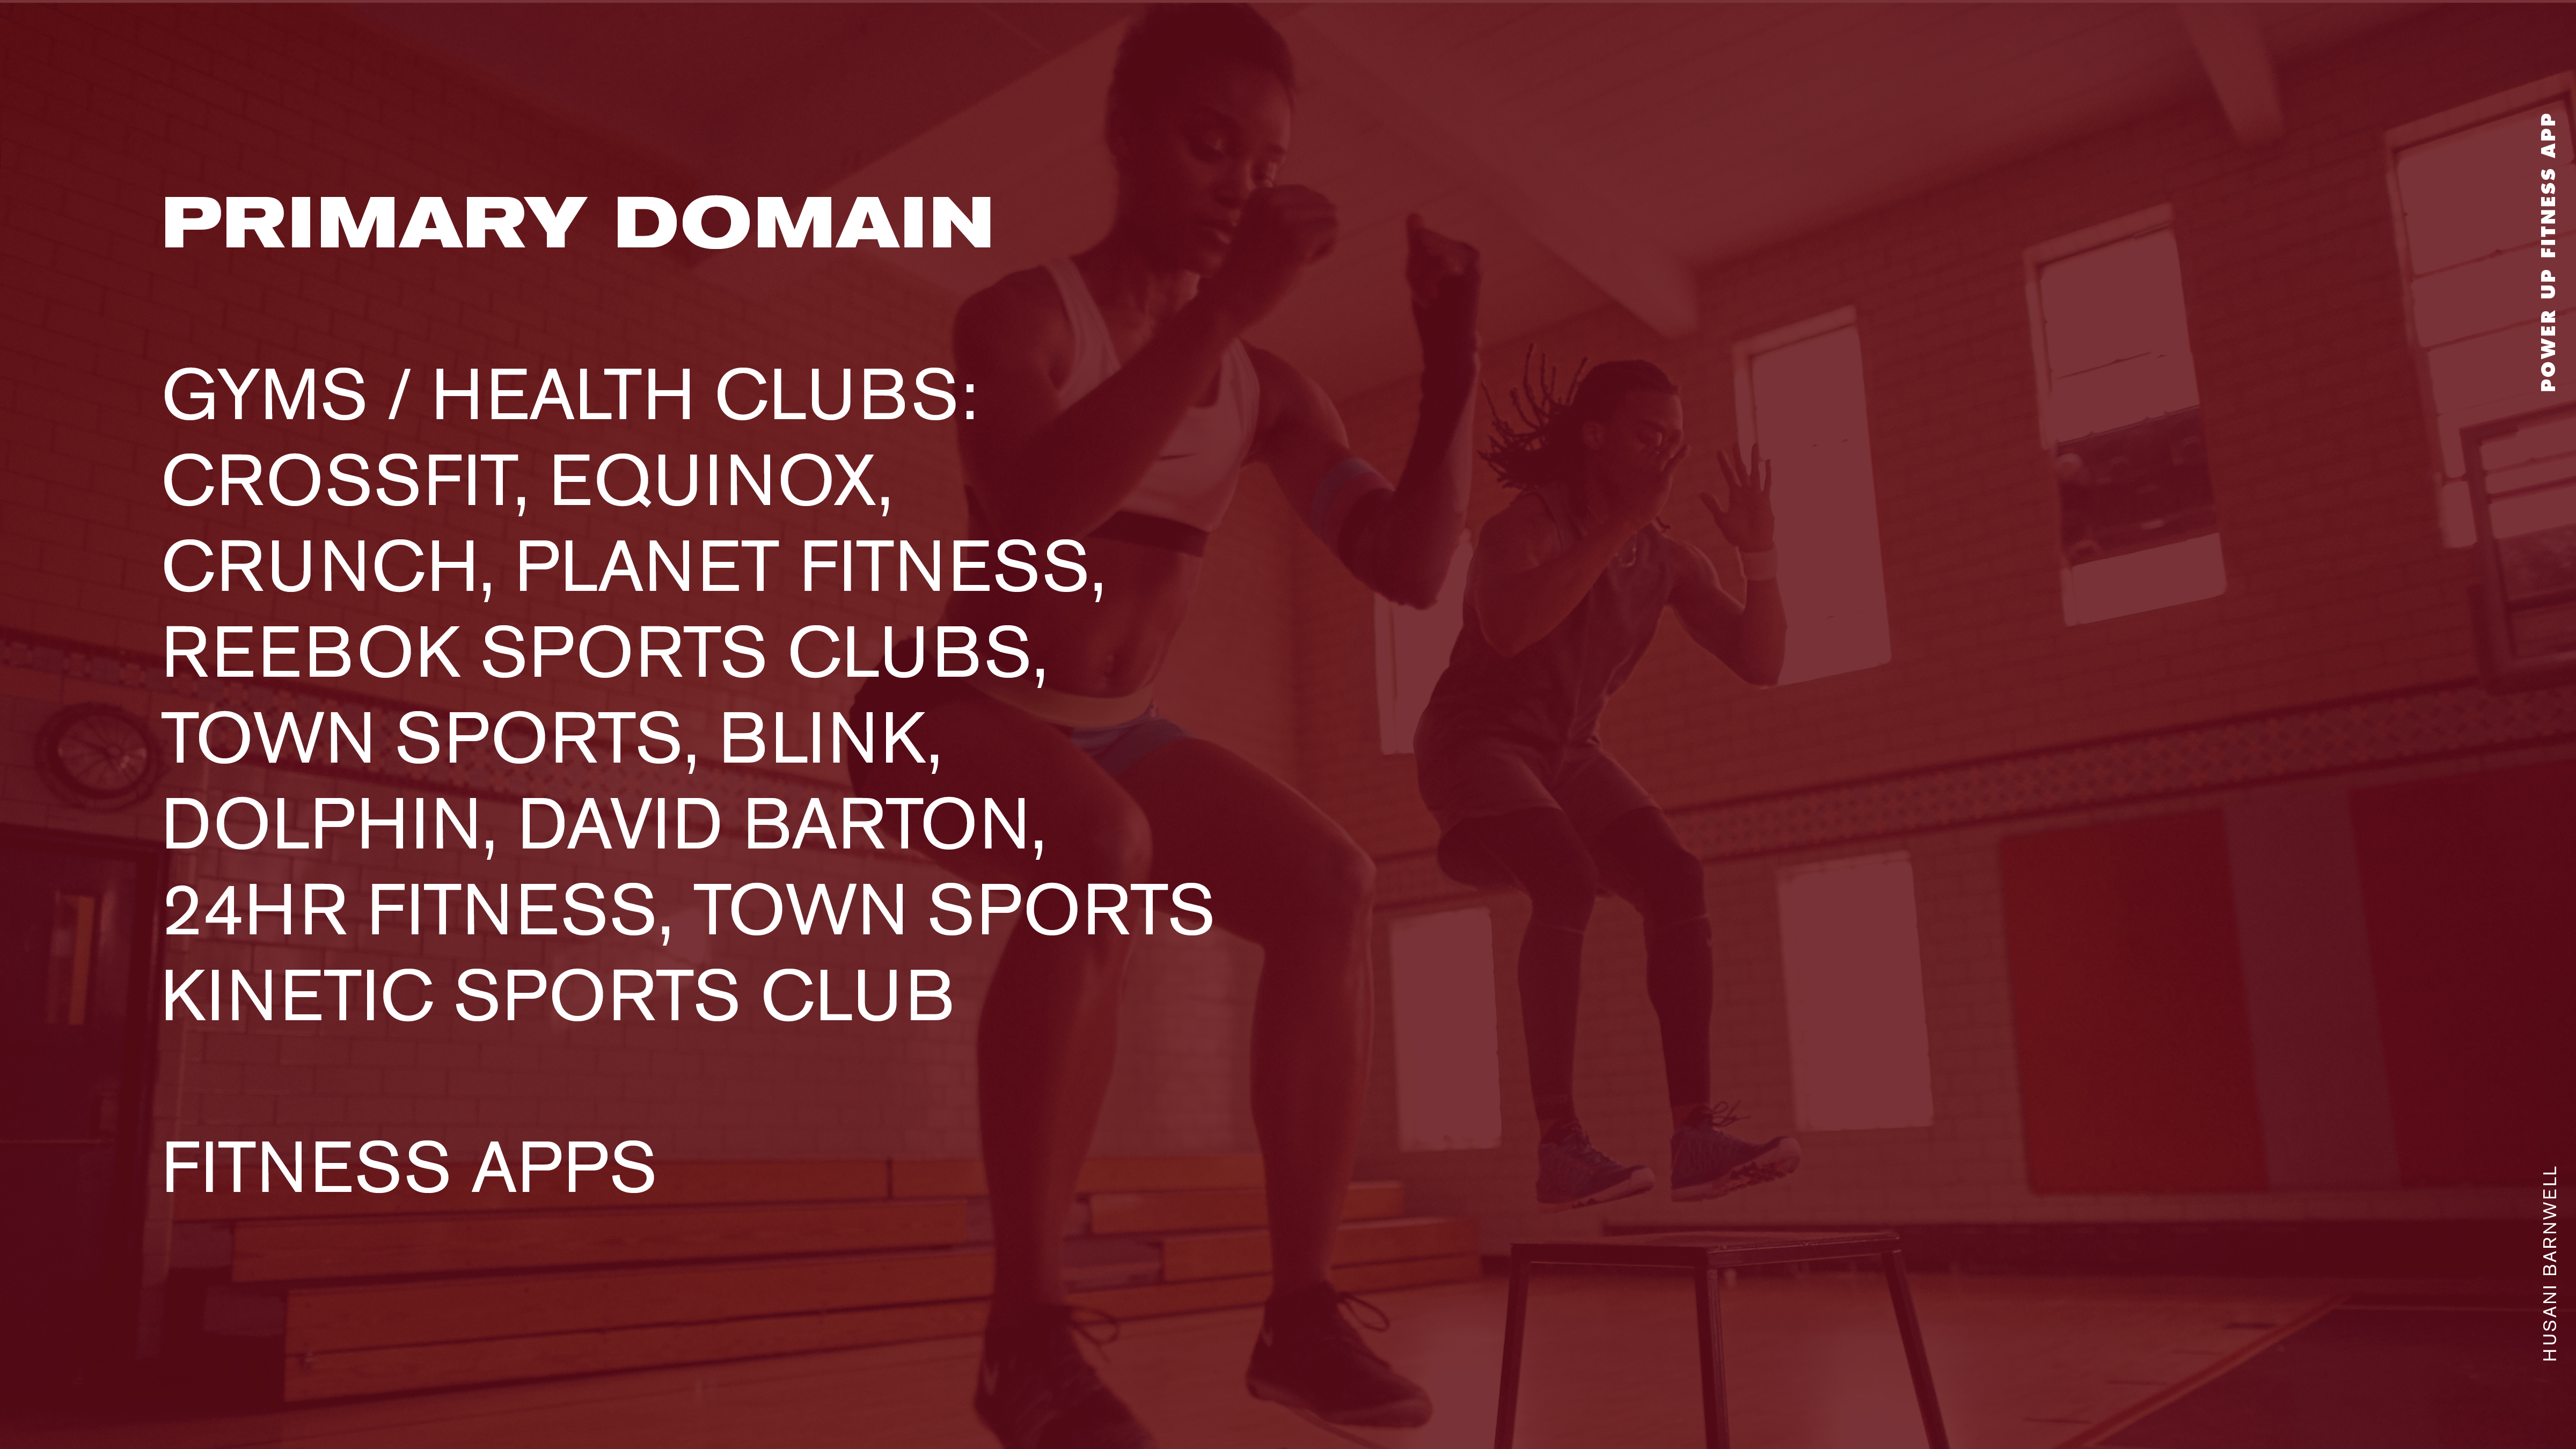 PRIMARY DOMAIN
GYMS / HEALTH CLUBS:
CROSSFIT, EQUINOX,
CRUNCH, PLANET FITNESS,
REEBOK SPORTS CLUBS,
TOWN SPORTS, BLINK,
DOLPHIN, DAVID BARTON,
24HR FITNESS, TOWN SPORTS
KINETIC SPORTS CLUB
FITNESS APPS
POWER UP FITNESS APP
HUSANI BARNWELL